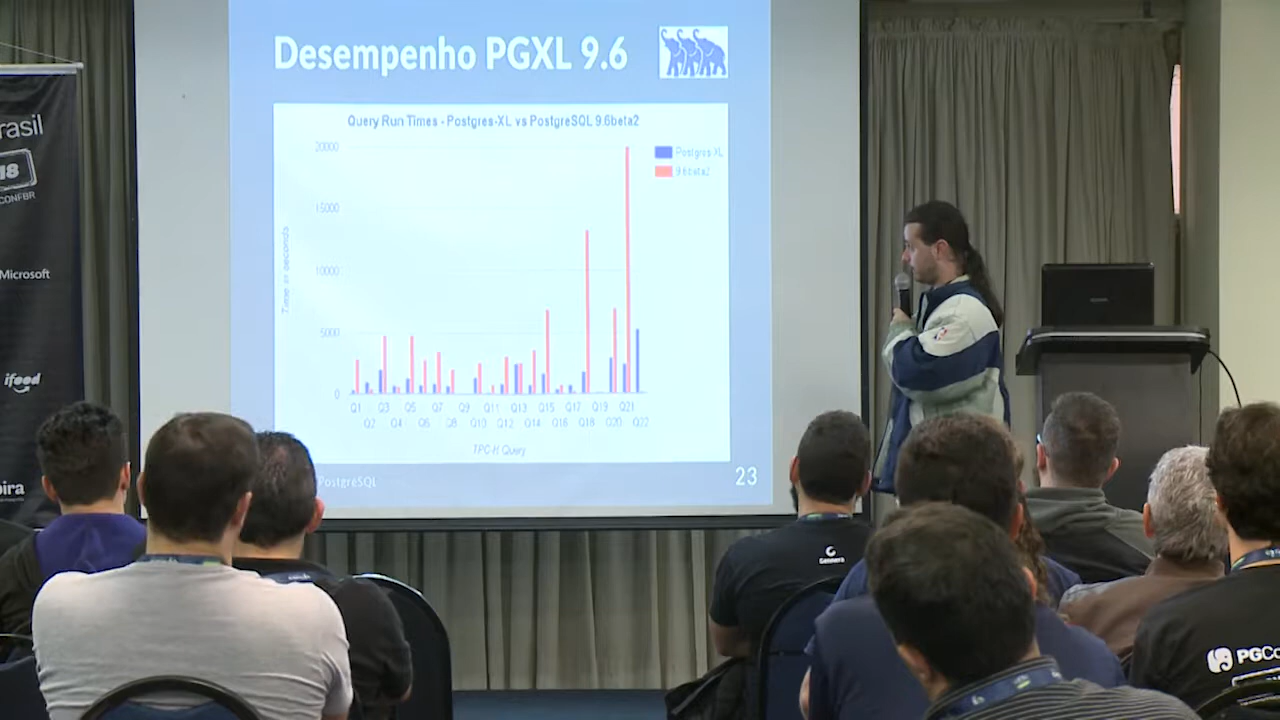 Desempenho PGXL 9.6
Query Run Times - Postgres-XL vs PostgreSQL 9.6beta2
Postgres-XL
9.6beta2
20000
15000
10000
5000
0
Time in seconds
Q1 Q3 Q5 Q7 Q9 Q11 Q13 Q15 Q17 Q19 Q21
Q2 Q4 Q6 Q8 Q10 Q12 Q14 Q16 Q18 Q20 Q22
TPC-H Query
PostgreSQL
23
rasil
18
CONFBR
Microsoft
ifood
Gennera
PGCo